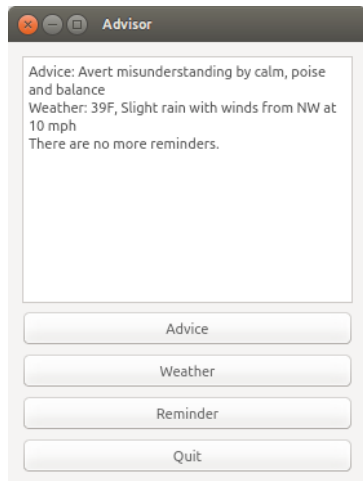 Advisor
Advice: Avert misunderstanding by calm, poise
and balance
Weather: 39F, Slight rain with winds from NW at
10 mph
There are no more reminders.
Advice
Weather
Reminder
Quit